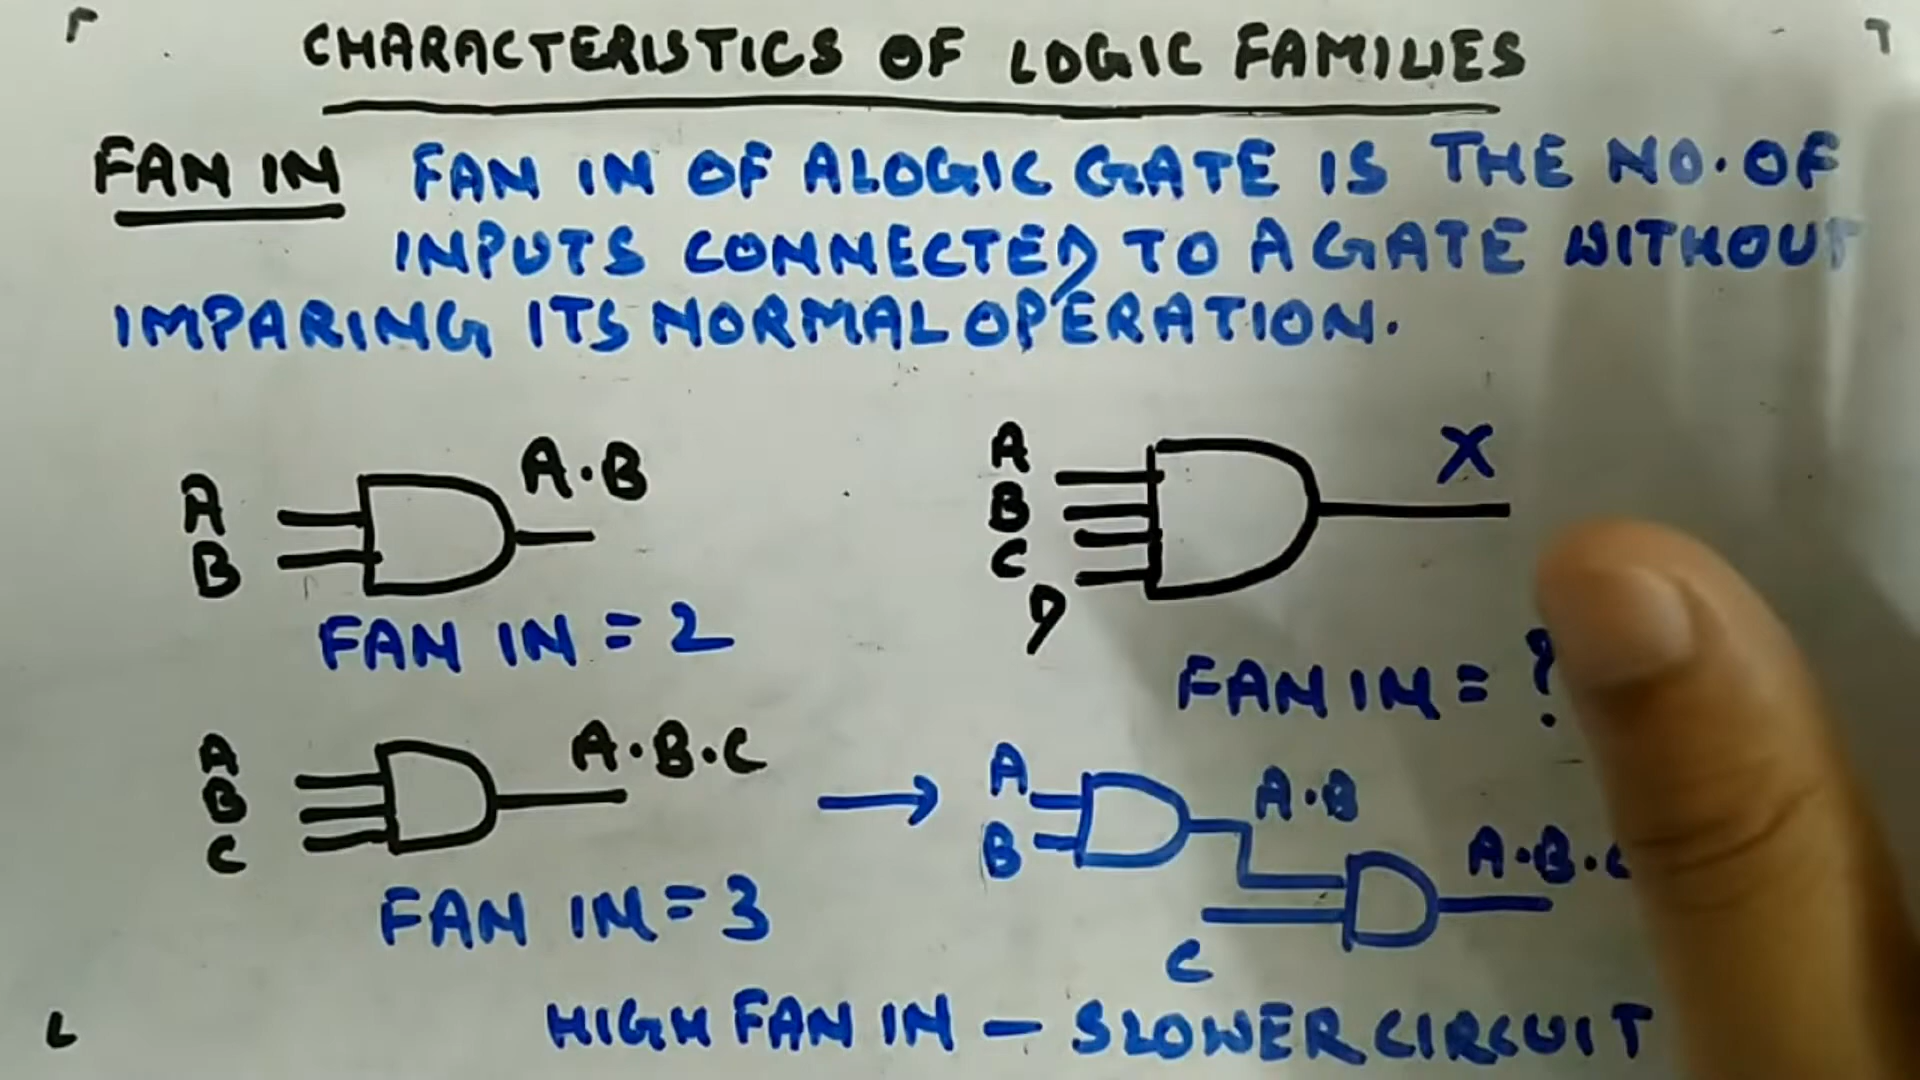 CHARACTERISTICS OF LOGIC FAMILIES
FAN IN FAN IN OF A LOGIC GATE IS THE NO. OF
INPUTS CONNECTED TO A GATE WITHOUT
IMPARING ITS NORMAL OPERATION.
A
B
A.B
FAN IN = 2
A
B
C
D
X
FAN IN = ?
A
B
C
A.B.C
FAN IN = 3
→
A
B
A.B
C
A.B.C
HIGH FAN IN - SLOWER CIRCUIT